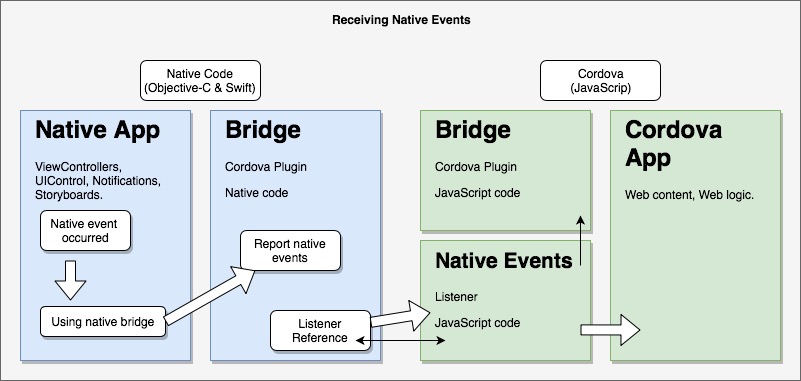 Receiving Native Events
Native Code
(Objective-C & Swift)
Cordova
(JavaScrip)
Native App
ViewControllers,
UIControl, Notifications,
Storyboards.
Native event
occurred
Using native bridge
Bridge
Cordova Plugin
Native code
Report native
events
Listener
Reference
Bridge
Cordova Plugin
JavaScript code
Native Events
Listener
JavaScript code
Cordova
App
Web content, Web logic.